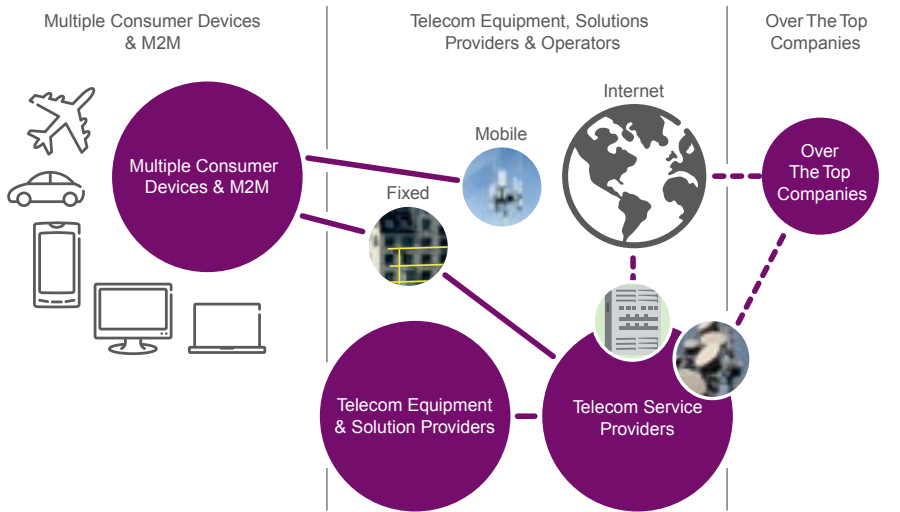 Multiple Consumer Devices
& M2M
Telecom Equipment, Solutions
Providers & Operators
Over The Top
Companies
Internet
Mobile
Fixed
Multiple Consumer
Devices & M2M
Over
The Top
Companies
Telecom Equipment
& Solution Providers
Telecom Service
Providers